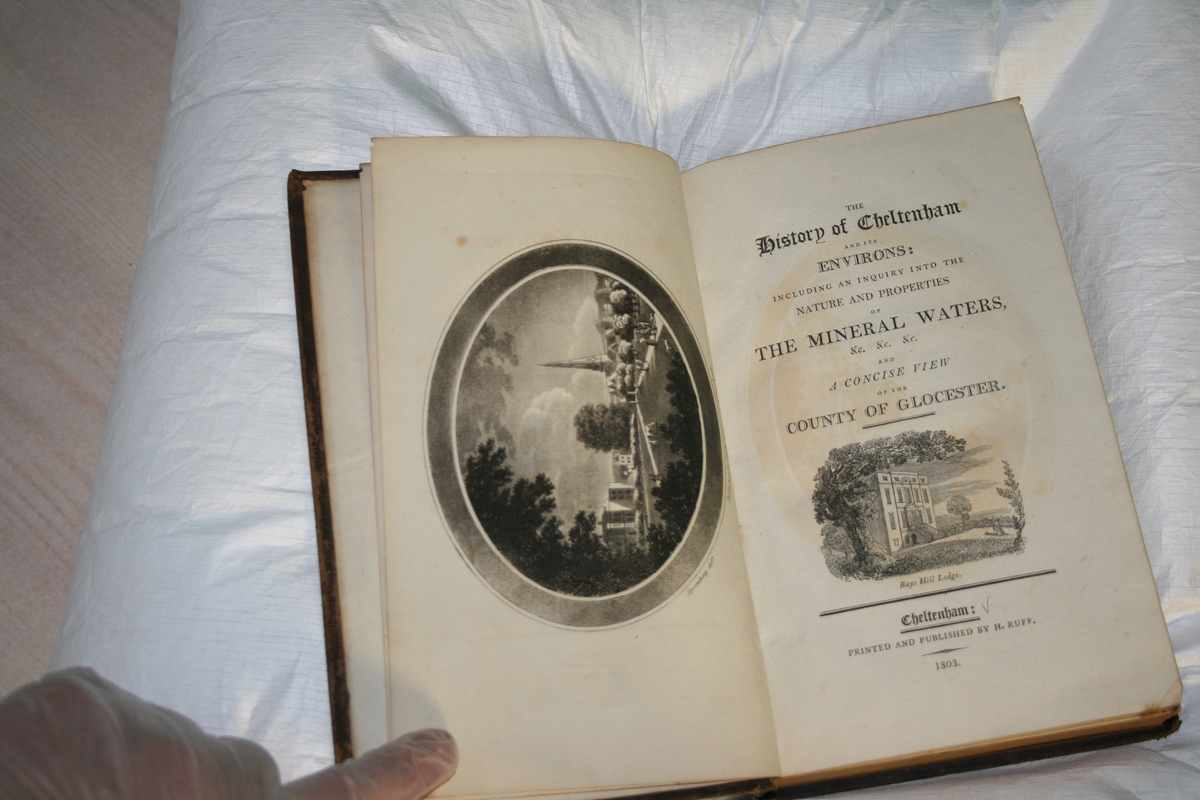 THE
History of Cheltenham
AND ITS
ENVIRONS:
INCLUDING AN INQUIRY INTO THE
NATURE AND PROPERTIES
OF
THE MINERAL WATERS,
&c. &c. &c.
AND
A CONCISE VIEW
OF THE
COUNTY OF GLOCESTER.
Bays Hill Lodge.
Cheltenham:
PRINTED AND PUBLISHED BY H. RUFF.
1803.